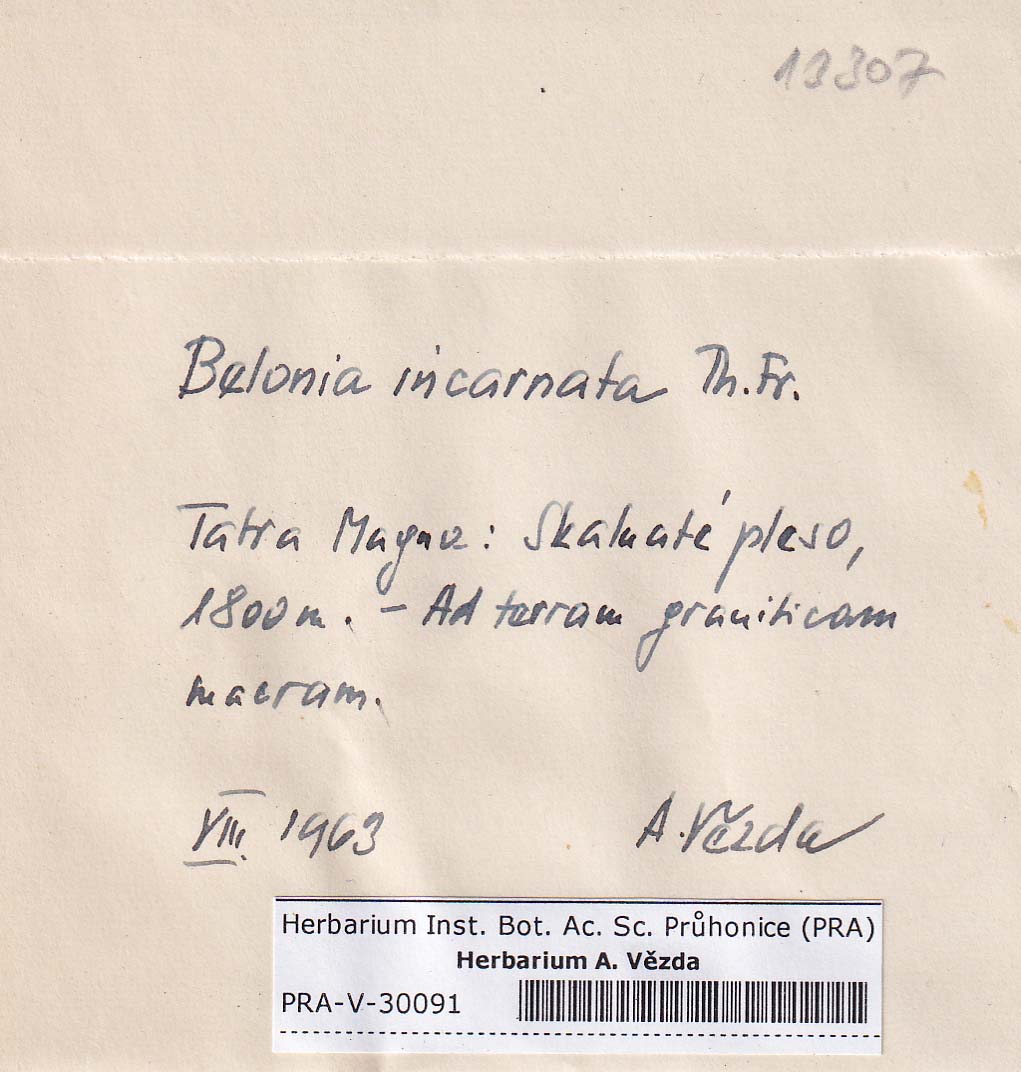 13307
Belonia incarnata Th. Fr.
Tatra Magna: Skalnaté pleso,
1800 m. – Ad terram graniticam
macram.
VIII. 1963 A. Vězda
Herbarium Inst. Bot. Ac. Sc. Průhonice (PRA)
Herbarium A. Vězda
PRA-V-30091